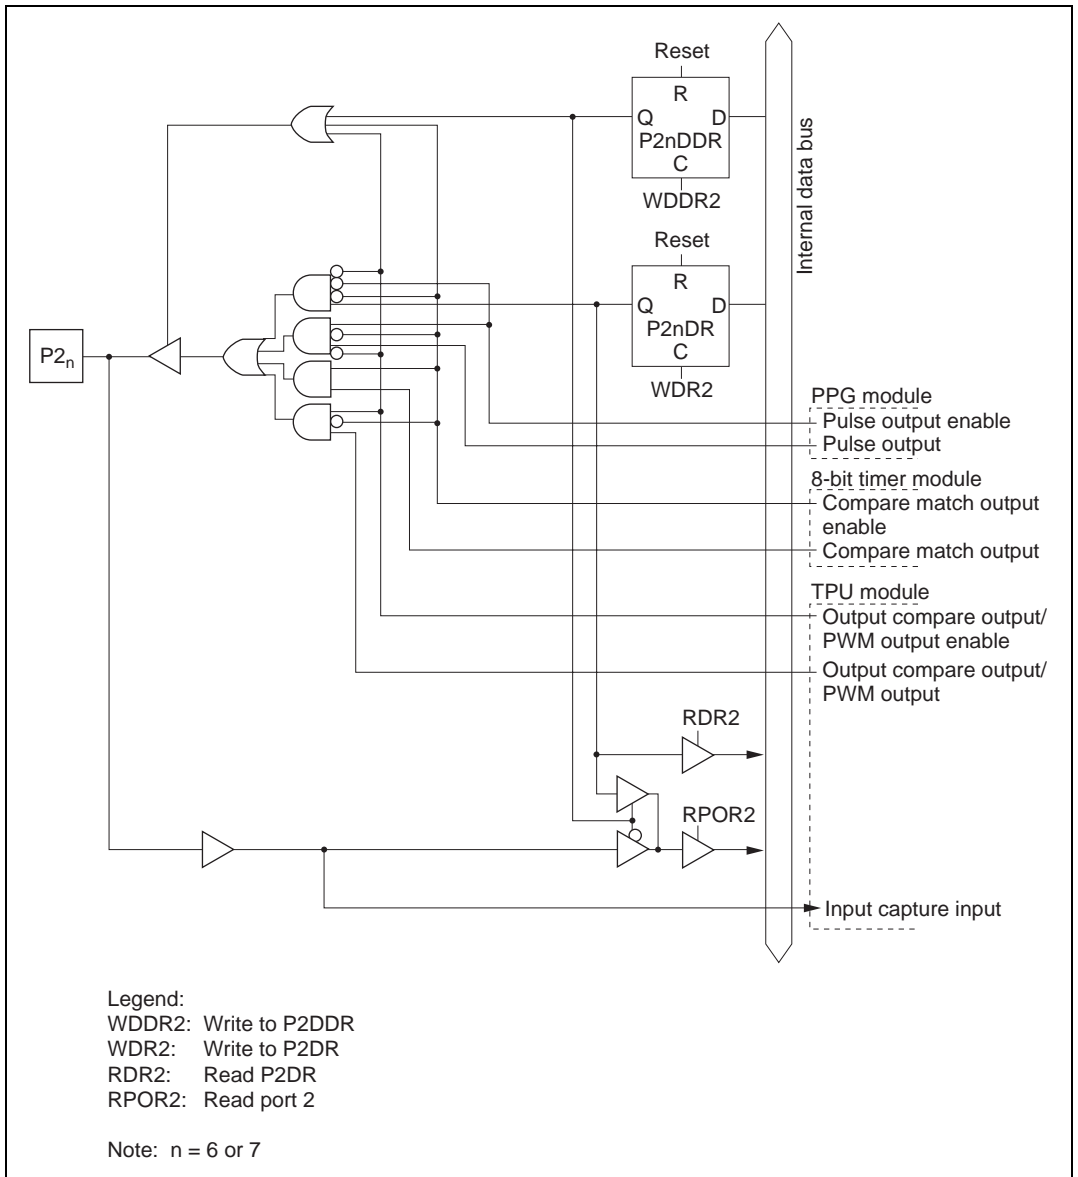 Reset
R
Q D
P2nDDR
C
WDDR2
Internal data bus
Reset
R
Q D
P2nDR
C
WDR2
P2n
PPG module
Pulse output enable
Pulse output
8-bit timer module
Compare match output
enable
Compare match output
TPU module
Output compare output/
PWM output enable
Output compare output/
PWM output
RDR2
RPOR2
Input capture input
Legend:
WDDR2: Write to P2DDR
WDR2: Write to P2DR
RDR2: Read P2DR
RPOR2: Read port 2
Note: n = 6 or 7